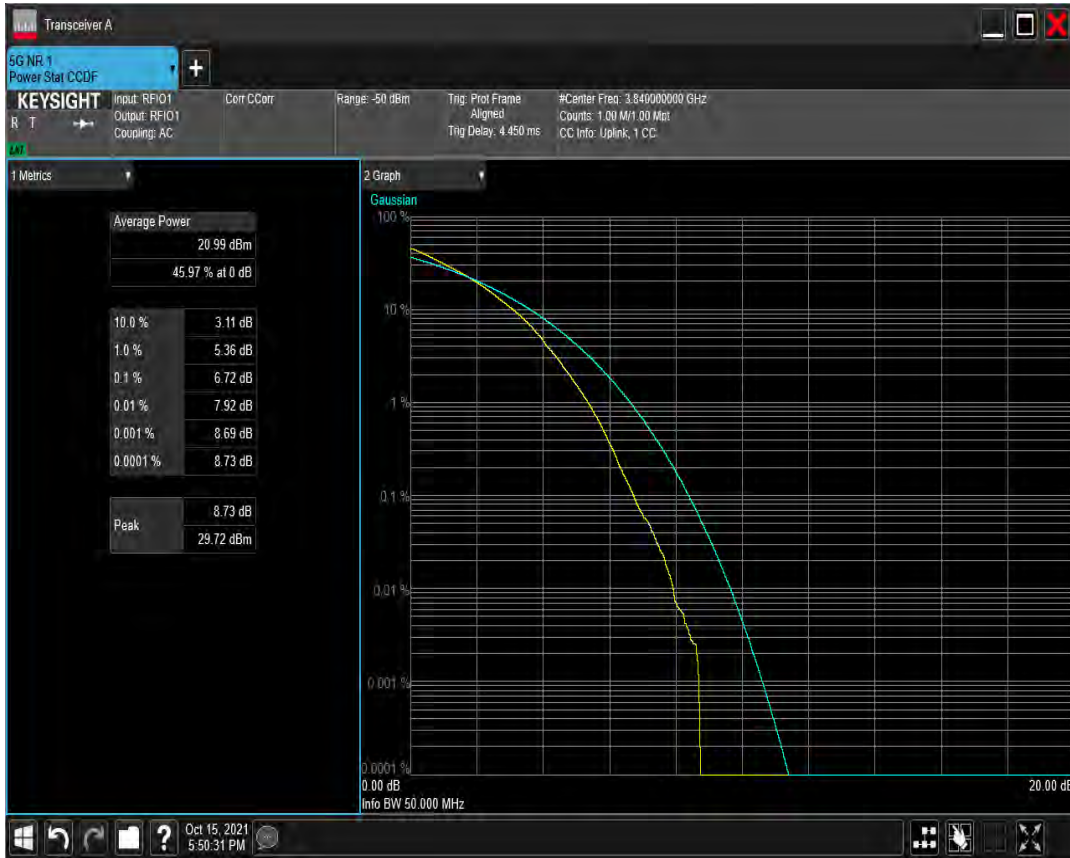 Transceiver A
5G NR 1
Power Stat CCDF
+
KEYSIGHT
R T
LXI
Input: RFIO1
Output: RFIO1
Coupling: AC
Corr CCorr
Range: -50 dBm
Trig: Prot Frame
Aligned
Trig Delay: 4.450 ms
#Center Freq: 3.840000000 GHz
Counts: 1.00 M/1.00 Mpt
CC Info: Uplink, 1 CC
1 Metrics
Average Power
20.99 dBm
45.97 % at 0 dB
10.0 % 3.11 dB
1.0 % 5.36 dB
0.1 % 6.72 dB
0.01 % 7.92 dB
0.001 % 8.69 dB
0.0001 % 8.73 dB
Peak
8.73 dB
29.72 dBm
2 Graph
Gaussian
100 %
10 %
1 %
0.1 %
0.01 %
0.001 %
0.0001 %
0.00 dB
20.00 dB
Info BW 50.000 MHz
?
Oct 15, 2021
5:50:31 PM